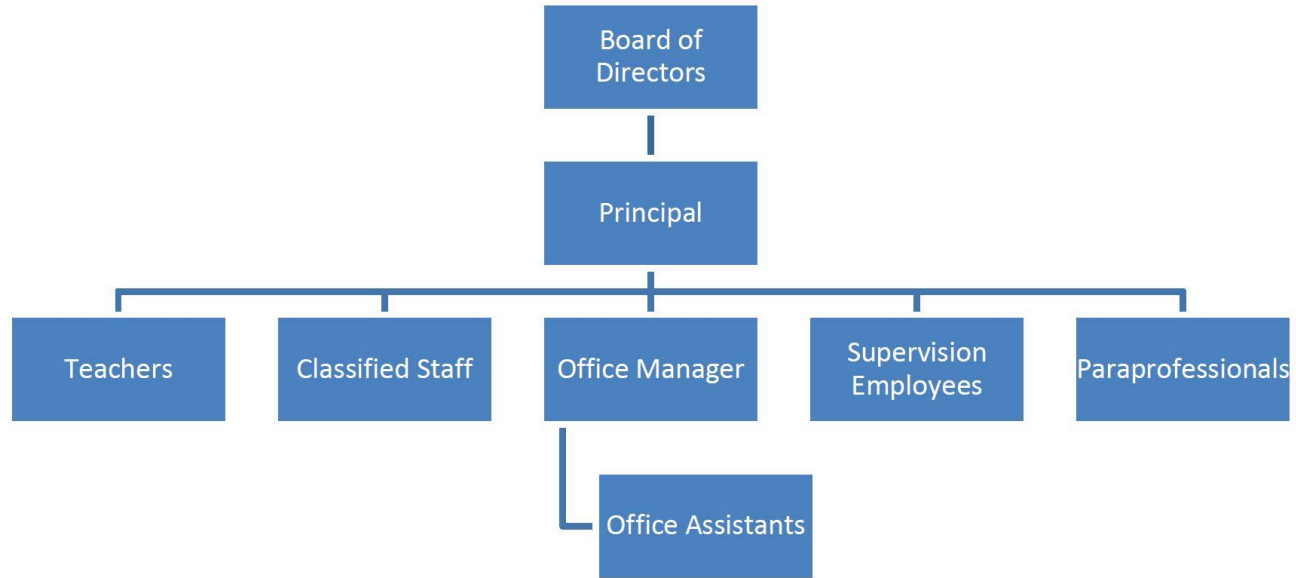 Board of
Directors
Principal
Teachers
Classified Staff
Office Manager
Supervision
Employees
Paraprofessionals
Office Assistants